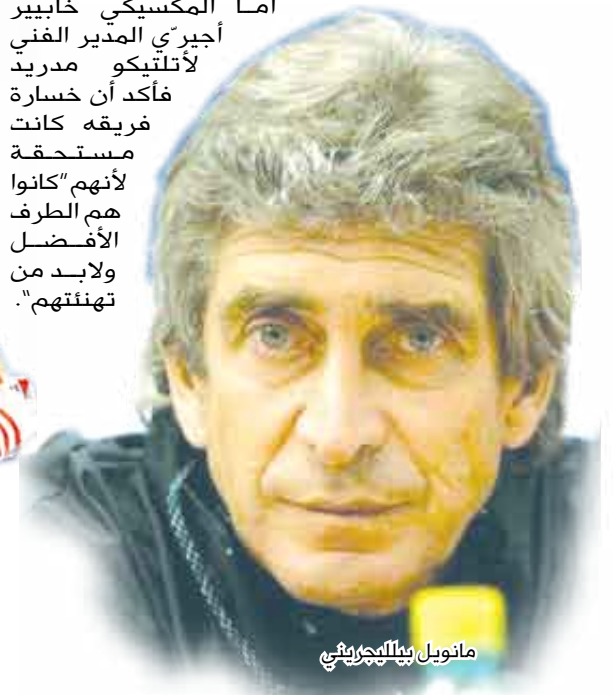 أما المكسيكي خابيير
أجيرّي المدير الفني
لأتلتيكو مدريد
فأكد أن خسارة
فريقه كانت
مستحقة
لأنهم "كانوا
هم الطرف
الأفضل
ولابد من
تهنئتهم".
مانويل بيلليجريني